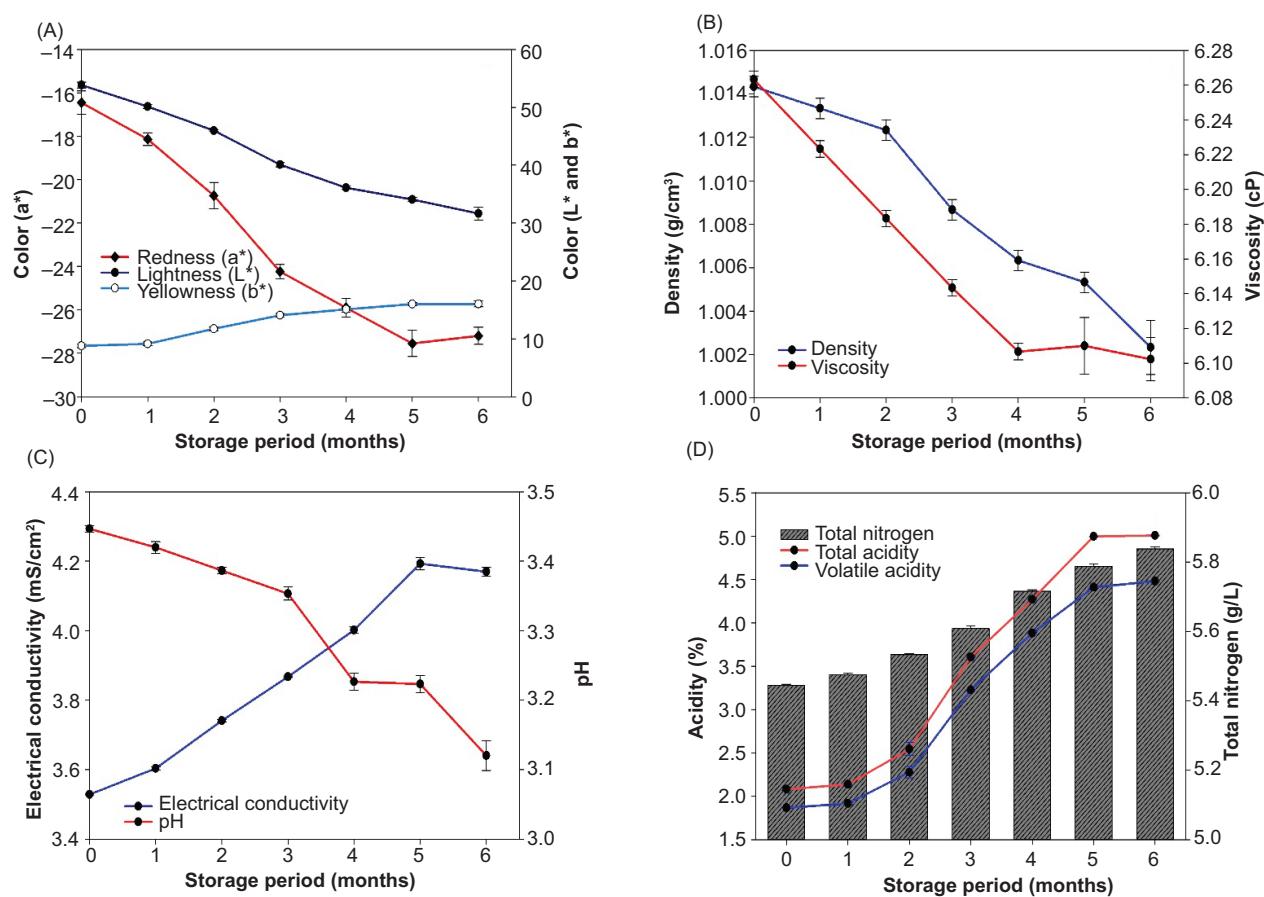 (A)
–14
–16
–18
–20
–22
–24
–26
–28
–30
Color (a*)
60
50
40
30
20
10
0
Color (L* and b*)
Redness (a*)
Lightness (L*)
Yellowness (b*)
0 1 2 3 4 5 6
Storage period (months)
(B)
1.016
1.014
1.012
1.010
1.008
1.006
1.004
1.002
1.000
Density (g/cm³)
6.28
6.26
6.24
6.22
6.20
6.18
6.16
6.14
6.12
6.10
6.08
Viscosity (cP)
Density
Viscosity
0 1 2 3 4 5 6
Storage period (months)
(C)
4.4
4.2
4.0
3.8
3.6
3.4
Electrical conductivity (mS/cm²)
3.5
3.4
3.3
3.2
3.1
3.0
pH
Electrical conductivity
pH
0 1 2 3 4 5 6
Storage period (months)
(D)
5.5
5.0
4.5
4.0
3.5
3.0
2.5
2.0
1.5
Acidity (%)
6.0
5.8
5.6
5.4
5.2
5.0
Total nitrogen (g/L)
Total nitrogen
Total acidity
Volatile acidity
0 1 2 3 4 5 6
Storage period (months)